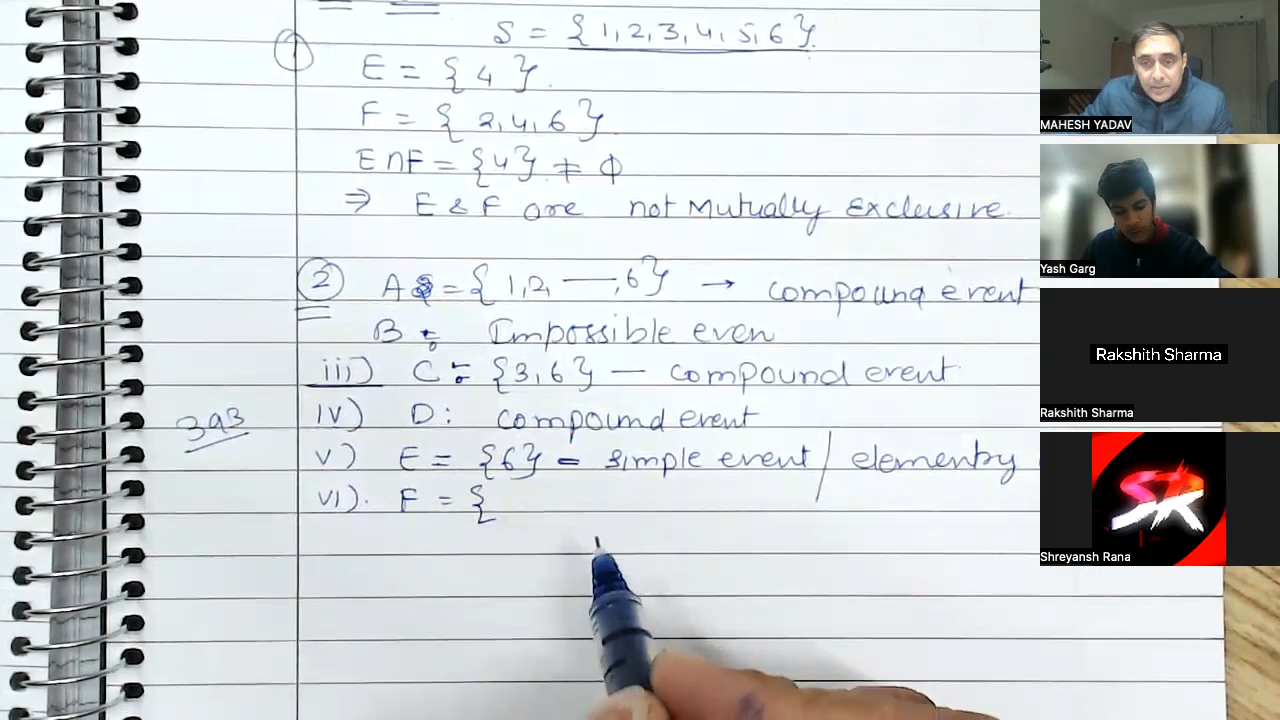 S = { 1, 2, 3, 4, 5, 6 }.
1
E = { 4 }.
F = { 2, 4, 6 }
E ∩ F = { 4 } ≠ ϕ
⇒ E & F are not Mutually Exclusive.
2 A = { 1, 2, —, 6 } → compound event
B : Impossible even
iii) C : { 3, 6 } — compound event
393
iv) D : compound event
v) E = { 6 } – simple event / elementry
vi). F = {
MAHESH YADAV
Yash Garg
Rakshith Sharma
Rakshith Sharma
SR
Shreyansh Rana